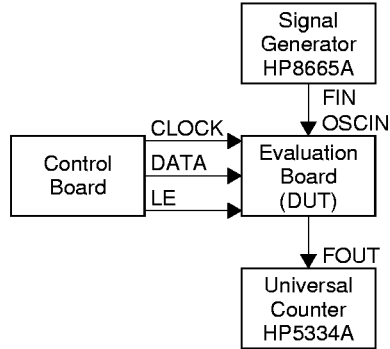 Signal
Generator
HP8665A
FIN
OSCIN
CLOCK
DATA
LE
Control
Board
Evaluation
Board
(DUT)
FOUT
Universal
Counter
HP5334A